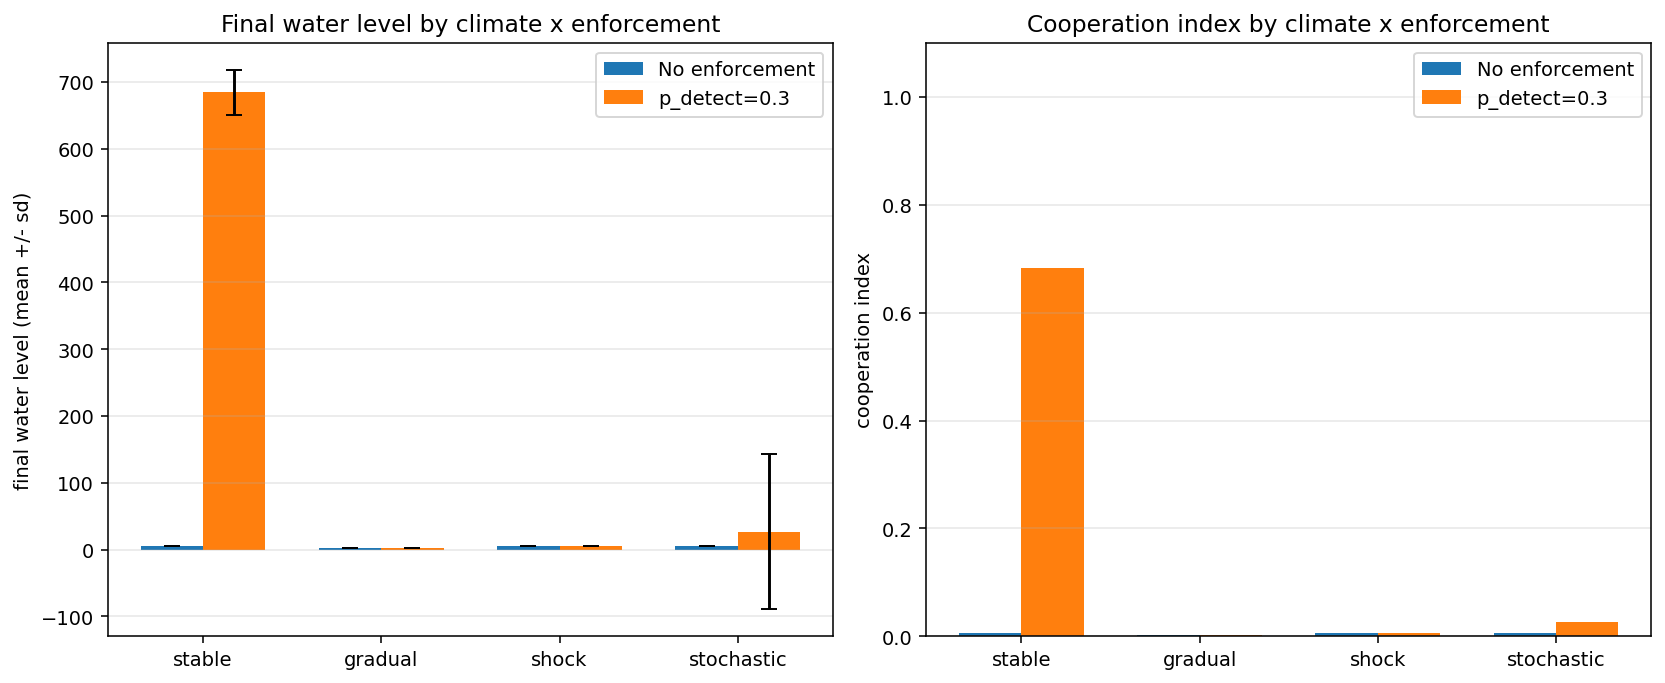 Final water level by climate x enforcement
final water level (mean +/- sd)
700
600
500
400
300
200
100
0
−100
No enforcement
p_detect=0.3
stable
gradual
shock
stochastic
Cooperation index by climate x enforcement
cooperation index
1.0
0.8
0.6
0.4
0.2
0.0
No enforcement
p_detect=0.3
stable
gradual
shock
stochastic